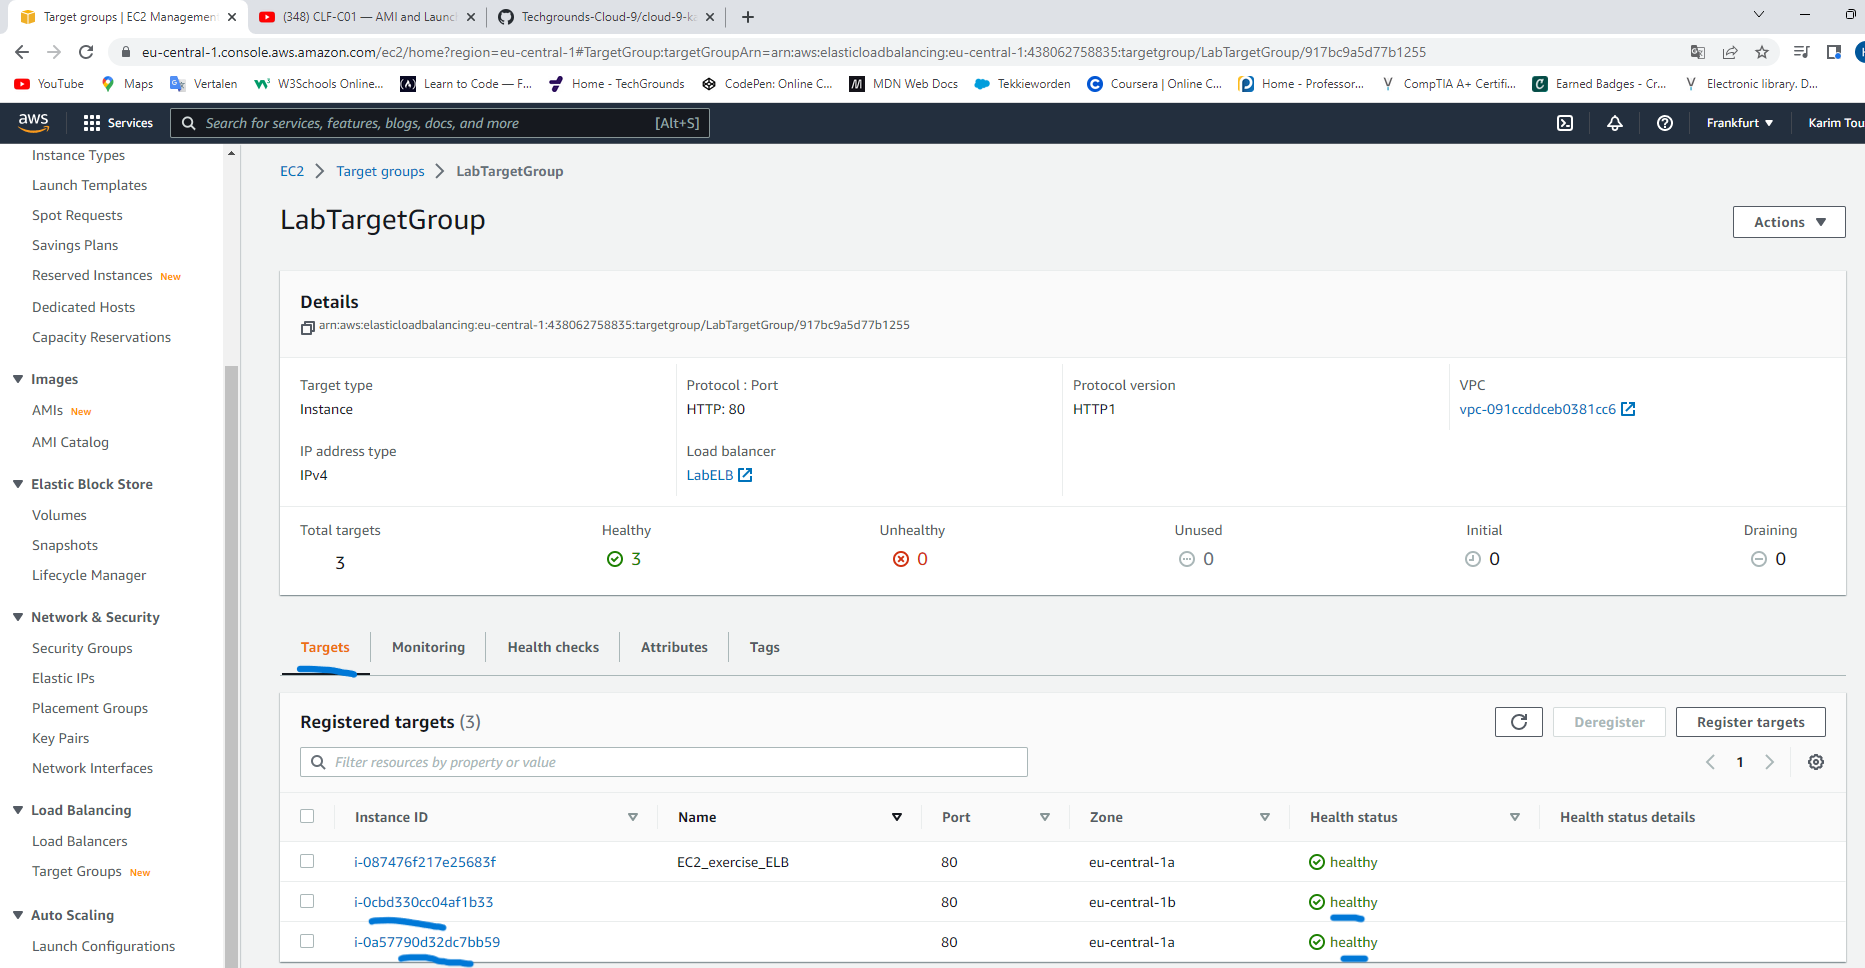 Target groups | EC2 Management
(348) CLF-C01 — AMI and Launc
Techgrounds-Cloud-9/cloud-9-ka
eu-central-1.console.aws.amazon.com/ec2/home?region=eu-central-1#TargetGroup:targetGroupArn=arn:aws:elasticloadbalancing:eu-central-1:438062758835:targetgroup/LabTargetGroup/917bc9a5d77b1255
YouTube
Maps
Vertalen
W3Schools Online...
Learn to Code — F...
Home - TechGrounds
CodePen: Online C...
MDN Web Docs
Tekkieworden
Coursera | Online C...
Home - Professor...
CompTIA A+ Certifi...
Earned Badges - Cr...
Electronic library. D...
aws
Services
Search for services, features, blogs, docs, and more
[Alt+S]
Frankfurt
Karim Tou
Instance Types
Launch Templates
Spot Requests
Savings Plans
Reserved Instances New
Dedicated Hosts
Capacity Reservations
Images
AMIs New
AMI Catalog
Elastic Block Store
Volumes
Snapshots
Lifecycle Manager
Network & Security
Security Groups
Elastic IPs
Placement Groups
Key Pairs
Network Interfaces
Load Balancing
Load Balancers
Target Groups New
Auto Scaling
Launch Configurations
EC2 > Target groups > LabTargetGroup
LabTargetGroup
Actions
Details
arn:aws:elasticloadbalancing:eu-central-1:438062758835:targetgroup/LabTargetGroup/917bc9a5d77b1255
Target type
Instance
Protocol : Port
HTTP: 80
Protocol version
HTTP1
VPC
vpc-091ccddceb0381cc6
IP address type
IPv4
Load balancer
LabELB
Total targets
3
Healthy
3
Unhealthy
0
Unused
0
Initial
0
Draining
0
Targets
Monitoring
Health checks
Attributes
Tags
Registered targets (3)
Deregister
Register targets
Filter resources by property or value
1
Instance ID Name Port Zone Health status Health status details
i-087476f217e25683f EC2_exercise_ELB 80 eu-central-1a healthy
i-0cbd330cc04af1b33 80 eu-central-1b healthy
i-0a57790d32dc7bb59 80 eu-central-1a healthy